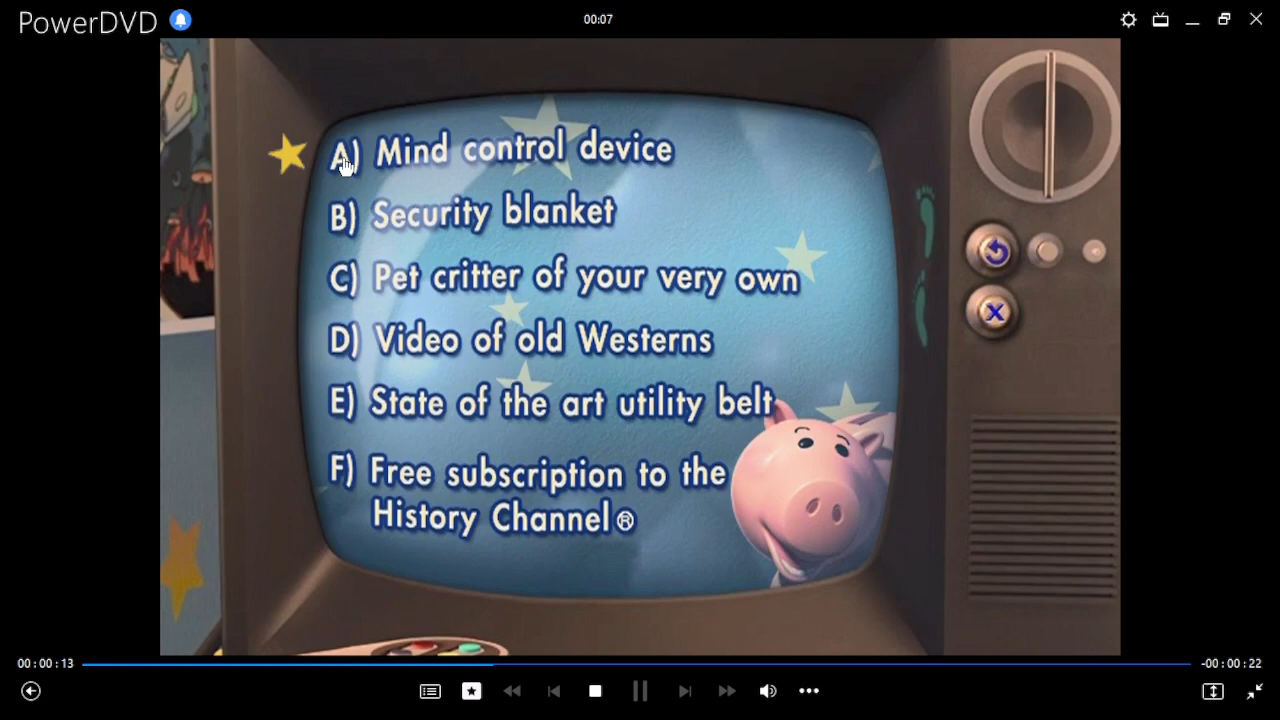 PowerDVD
00:07
A) Mind control device
B) Security blanket
C) Pet critter of your very own
D) Video of old Westerns
E) State of the art utility belt
F) Free subscription to the
History Channel®
00:00:13
-00:00:22